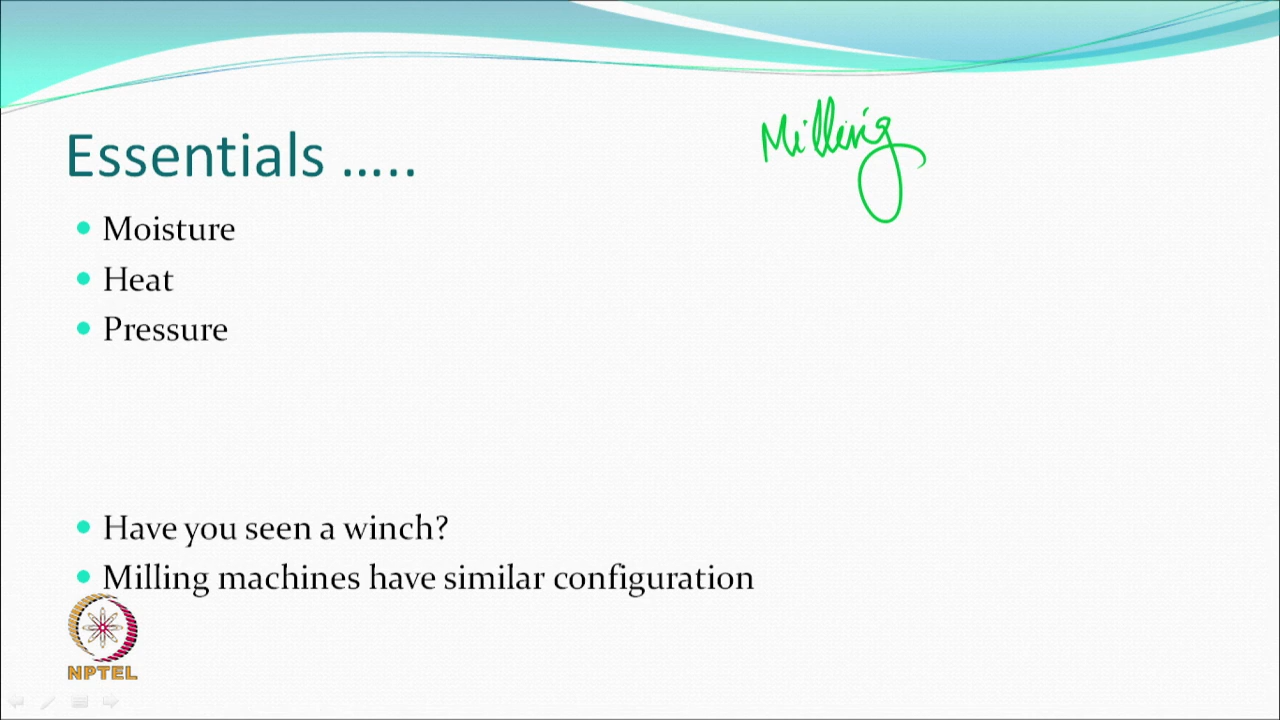 Milling
Essentials .....
Moisture
Heat
Pressure
Have you seen a winch?
Milling machines have similar configuration
NPTEL